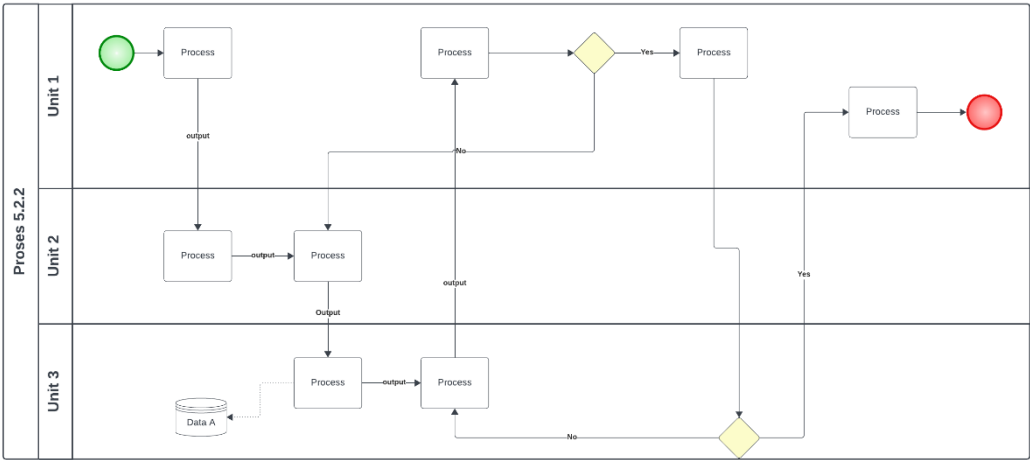 Proses 5.2.2
Unit 1
Process
Process
Yes
Process
Process
output
No
Unit 2
Process
output
Process
output
Yes
Output
Unit 3
Process
output
Process
Data A
No